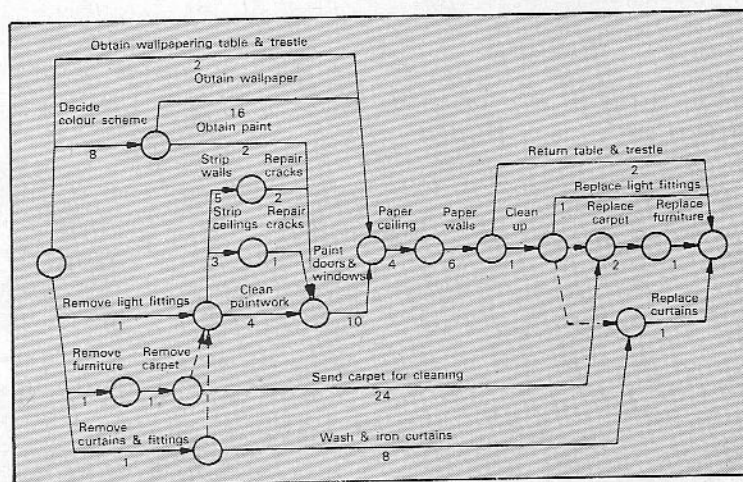 Obtain wallpapering table & trestle
2
Obtain wallpaper
16
Decide
colour scheme
8
Obtain paint
2
Strip
walls
5
Repair
cracks
2
Strip
ceilings
3
Repair
cracks
1
Paint
doors &
windows
10
Remove light fittings
1
Clean
paintwork
4
Remove
furniture
1
Remove
carpet
1
Send carpet for cleaning
24
Remove
curtains & fittings
1
Wash & iron curtains
8
Paper
ceiling
4
Paper
walls
6
Clean
up
1
Return table & trestle
2
Replace light fittings
1
Replace
carpet
2
Replace
furniture
1
Replace
curtains
1